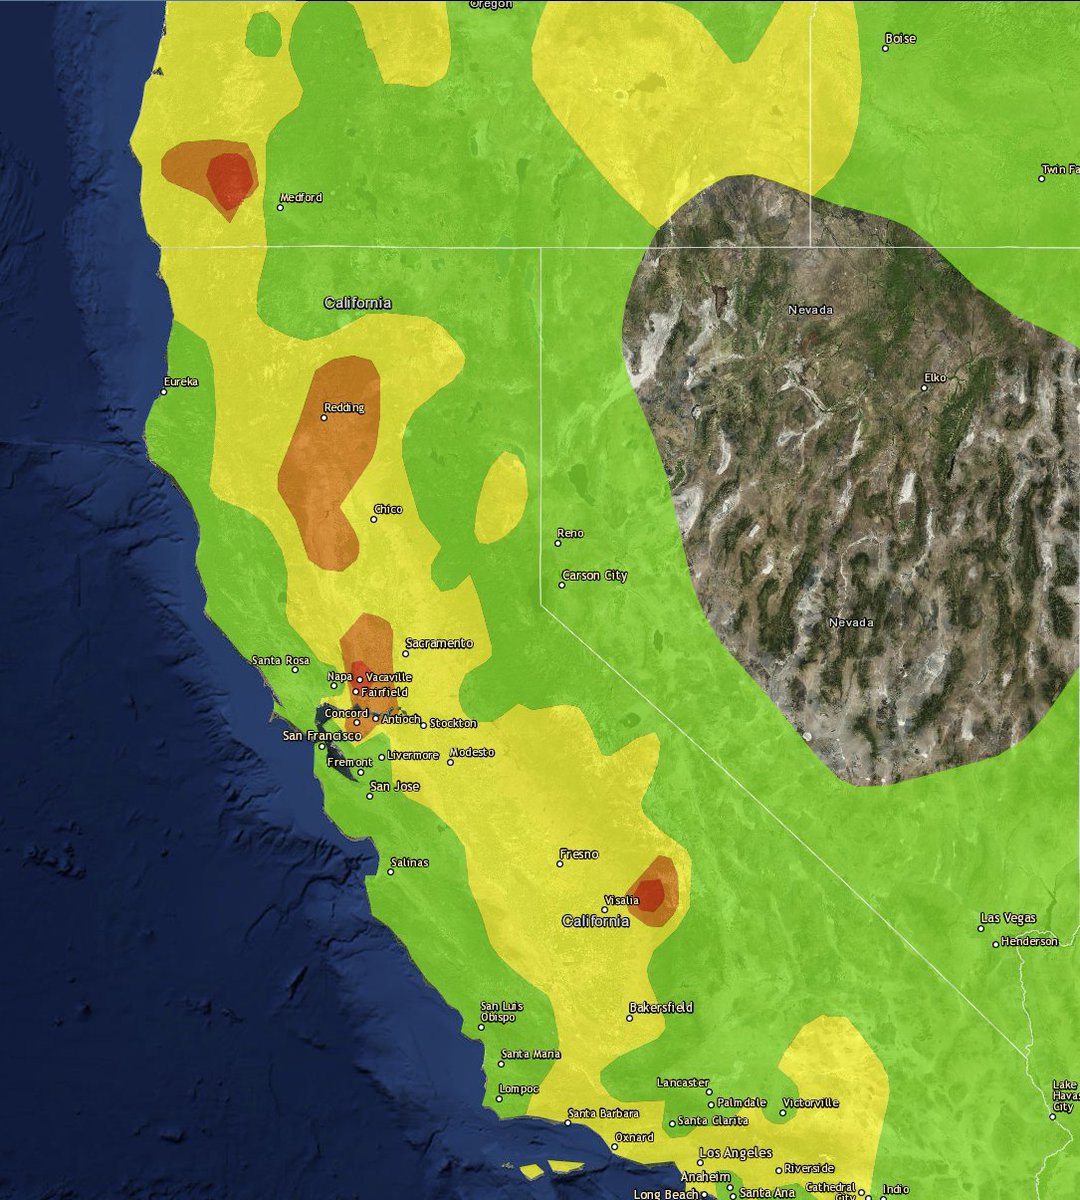 Oregon
Boise
Twin Fa
Medford
California
Nevada
Eureka
Elko
Redding
Chico
Reno
Carson City
Nevada
Sacramento
Santa Rosa
Napa
Vacaville
Fairfield
Concord
Antioch
Stockton
San Francisco
Livermore
Modesto
Fremont
San Jose
Fresno
Salinas
Visalia
California
Las Vegas
Henderson
San Luis
Obispo
Bakersfield
Santa Maria
Lancaster
Lake
Havas
City
Lompoc
Palmdale
Victorville
Santa Barbara
Santa Clarita
Oxnard
Los Angeles
Riverside
Anaheim
Cathedral
City
Indio
Long Beach
Santa Ana